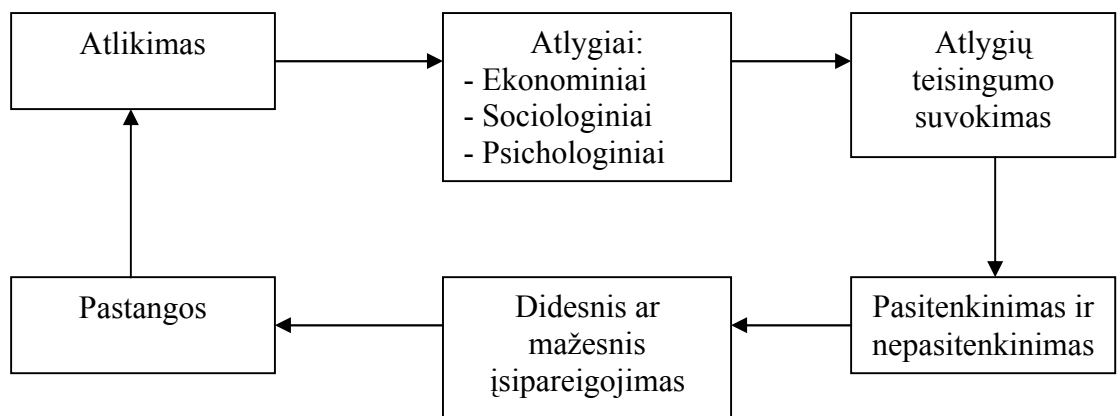 Atlikimas
Atlygiai:
- Ekonominiai
- Sociologiniai
- Psichologiniai
Atlygių
teisingumo
suvokimas
Pastangos
Didesnis ar
mažesnis
įsipareigojimas
Pasitenkinimas ir
nepasitenkinimas